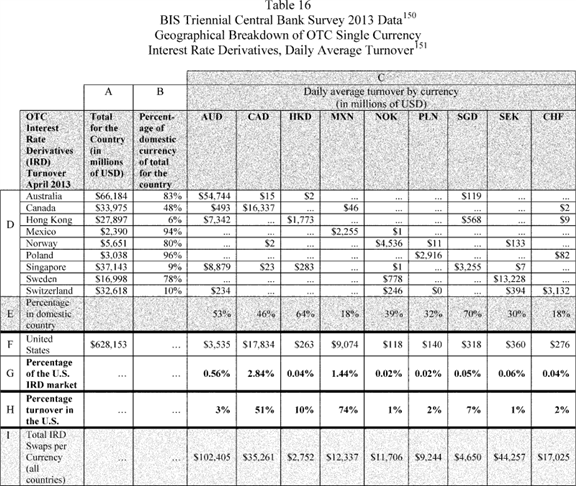 Table 16
BIS Triennial Central Bank Survey 2013 Data150
Geographical Breakdown of OTC Single Currency
Interest Rate Derivatives, Daily Average Turnover151
C
A B Daily average turnover by currency
(in millions of USD)
OTC Interest Rate Derivatives (IRD) Turnover April 2013 Total for the Country (in millions of USD) Percent-age of domestic currency of total for the country AUD CAD HKD MXN NOK PLN SGD SEK CHF
D
Australia $66,184 83% $54,744 $15 $2 ... ... ... $119 ... ...
Canada $33,975 48% $493 $16,337 ... $46 ... ... ... ... $2
Hong Kong $27,897 6% $7,342 ... $1,773 ... ... ... $568 ... $9
Mexico $2,390 94% ... ... ... $2,255 $1 ... ... ... ...
Norway $5,651 80% ... $2 ... ... $4,536 $11 ... $133 ...
Poland $3,038 96% ... ... ... ... ... $2,916 ... ... $82
Singapore $37,143 9% $8,879 $23 $283 ... $1 ... $3,255 $7 ...
Sweden $16,998 78% ... ... ... ... $778 ... ... $13,228 ...
Switzerland $32,618 10% $234 ... ... ... $246 $0 ... $394 $3,132
E Percentage in domestic country 53% 46% 64% 18% 39% 32% 70% 30% 18%
F United States $628,153 ... $3,535 $17,834 $263 $9,074 $118 $140 $318 $360 $276
G Percentage of the U.S. IRD market ... ... 0.56% 2.84% 0.04% 1.44% 0.02% 0.02% 0.05% 0.06% 0.04%
H Percentage turnover in the U.S. ... ... 3% 51% 10% 74% 1% 2% 7% 1% 2%
I Total IRD Swaps per Currency (all countries) ... ... $102,405 $35,261 $2,752 $12,337 $11,706 $9,244 $4,650 $44,257 $17,025